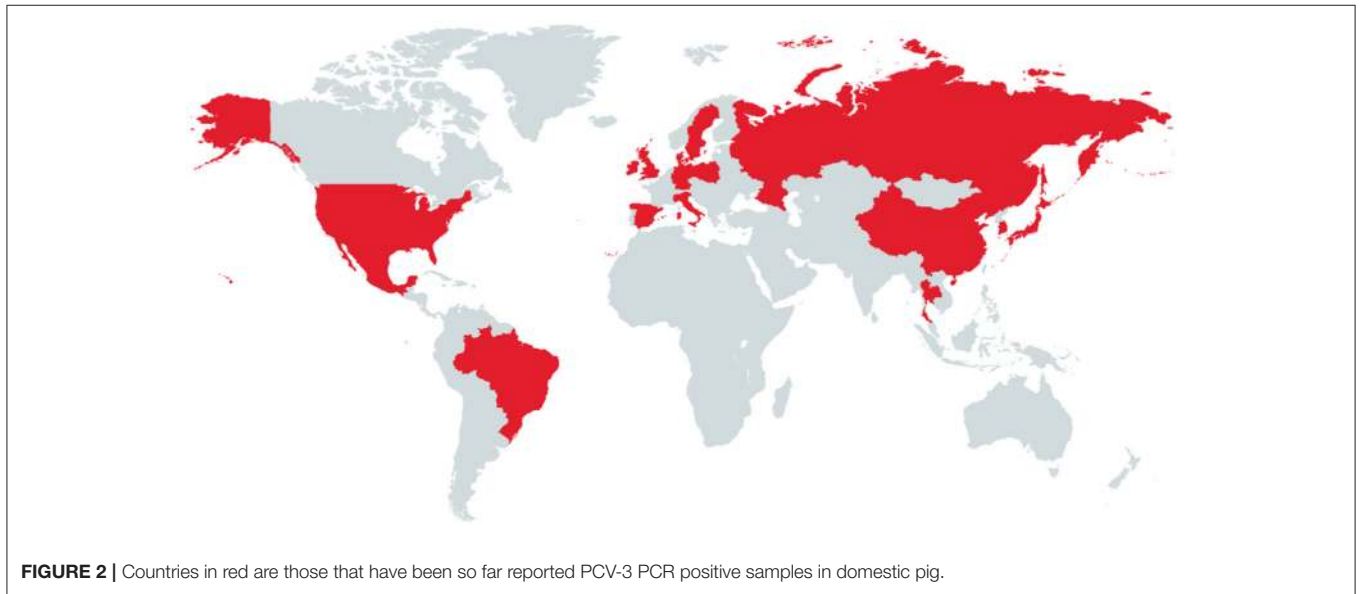 FIGURE 2 | Countries in red are those that have been so far reported PCV-3 PCR positive samples in domestic pig.